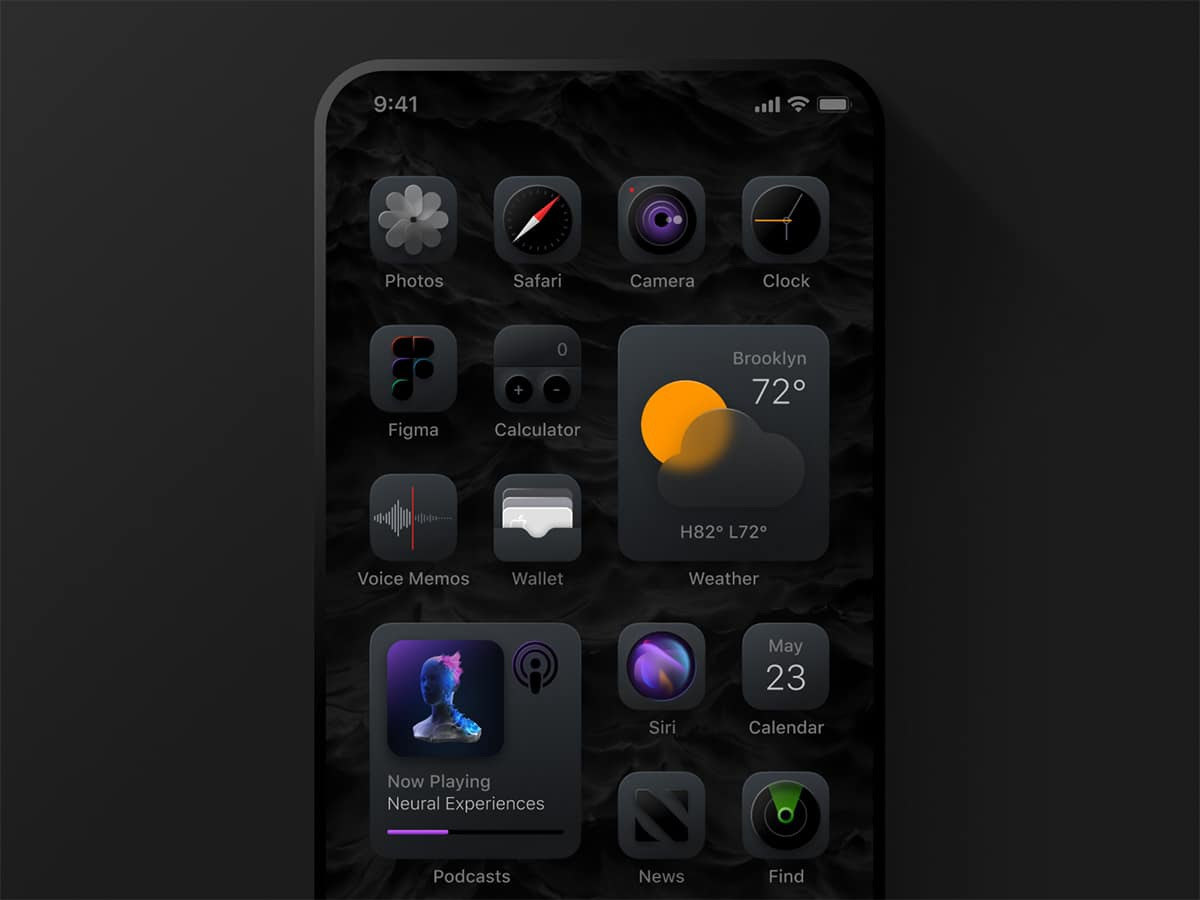 9:41
Photos
Safari
Camera
Clock
0
+ -
Figma
Calculator
Brooklyn
72°
H82° L72°
Voice Memos
Wallet
Weather
Now Playing
Neural Experiences
Podcasts
Siri
May
23
Calendar
News
Find